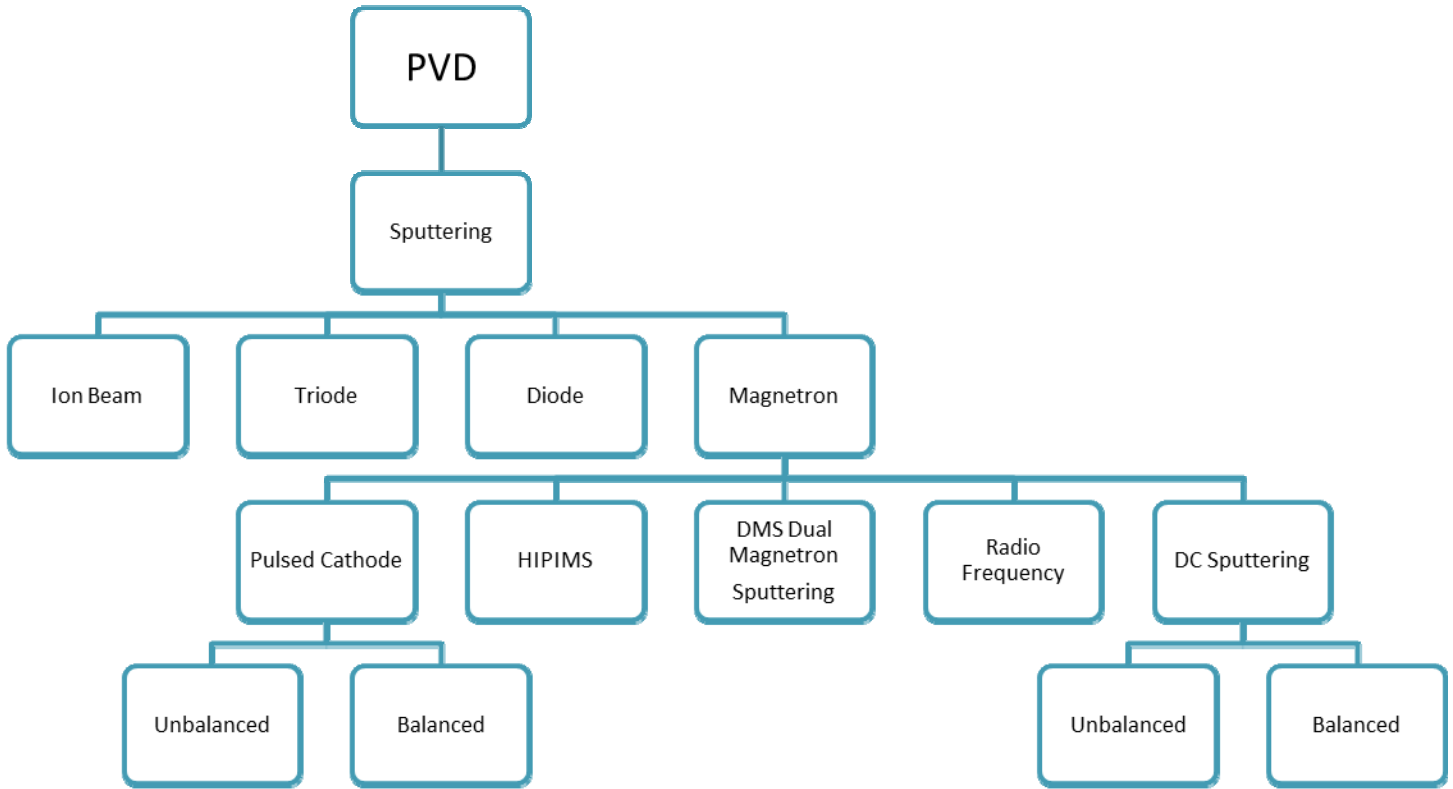 PVD
Sputtering
Ion Beam
Triode
Diode
Magnetron
Pulsed Cathode
HIPIMS
DMS Dual
Magnetron
Sputtering
Radio
Frequency
DC Sputtering
Unbalanced
Balanced
Unbalanced
Balanced